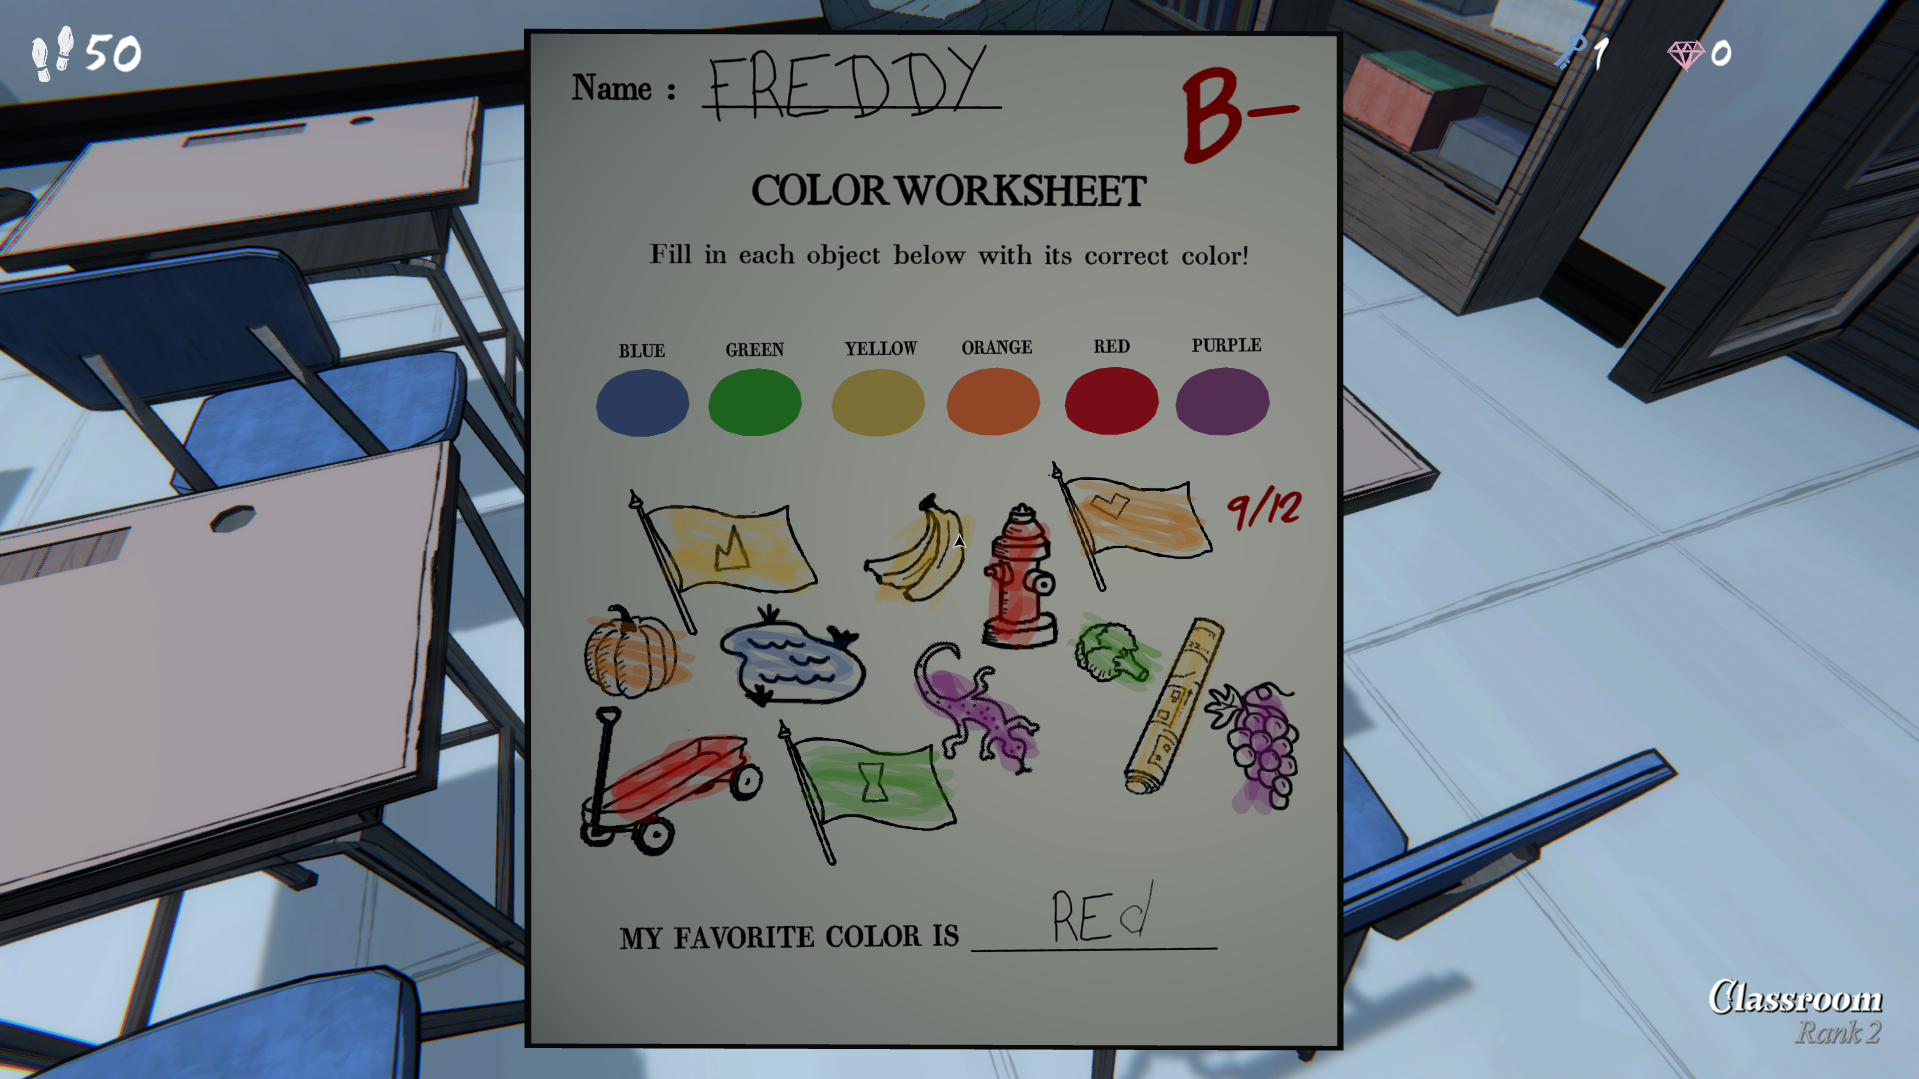 50
1
0
Name : FREDDY
B-
COLOR WORKSHEET
Fill in each object below with its correct color!
BLUE GREEN YELLOW ORANGE RED PURPLE
9/12
MY FAVORITE COLOR IS REd
Classroom
Rank 2